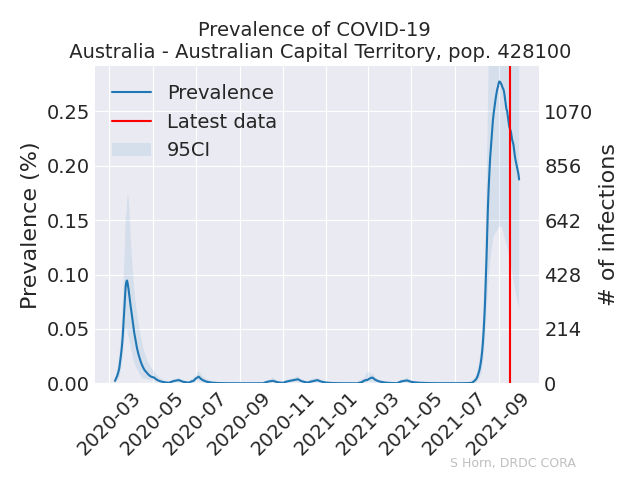 Prevalence of COVID-19
Australia - Australian Capital Territory, pop. 428100
Prevalence
Latest data
95CI
Prevalence (%)
0.25
0.20
0.15
0.10
0.05
0.00
1070
856
642
428
214
0
# of infections
2020-03
2020-05
2020-07
2020-09
2020-11
2021-01
2021-03
2021-05
2021-07
2021-09
S Horn, DRDC CORA